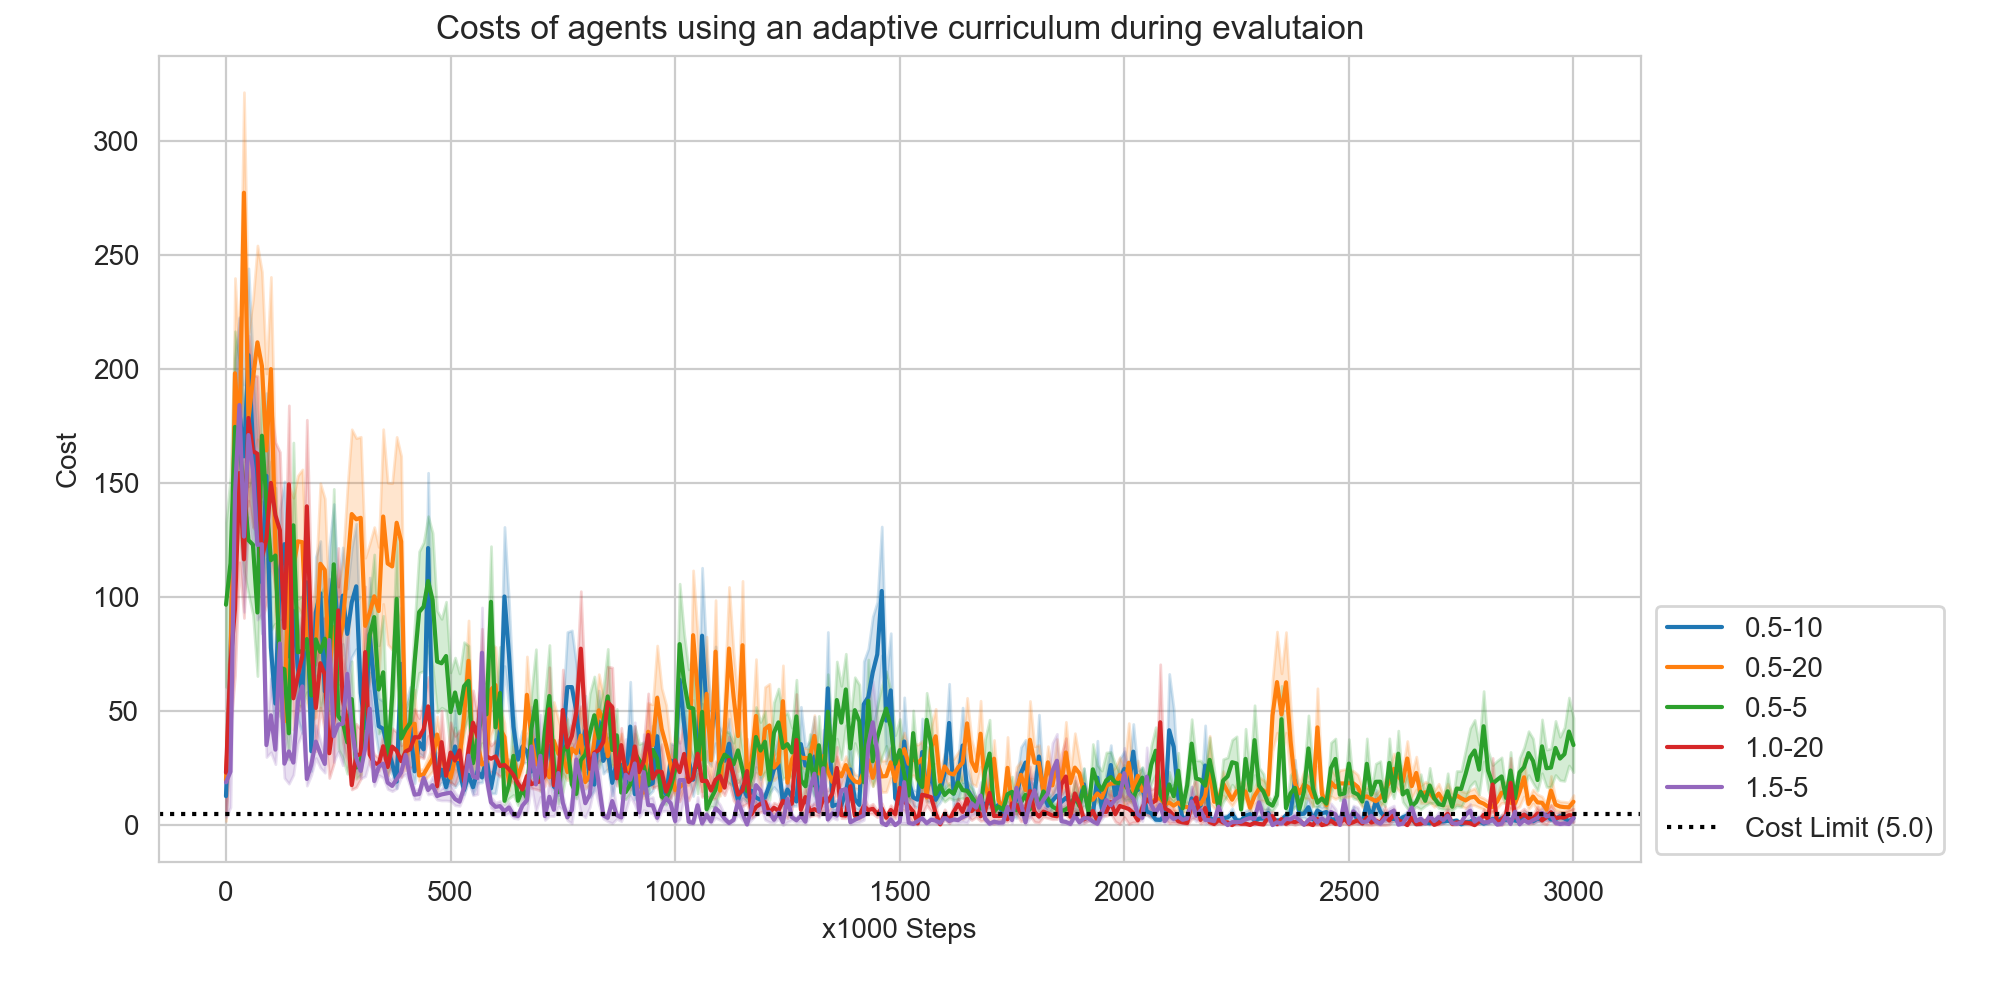 Costs of agents using an adaptive curriculum during evalutaion
300
250
200
150
100
50
0
Cost
0 500 1000 1500 2000 2500 3000
x1000 Steps
0.5-10
0.5-20
0.5-5
1.0-20
1.5-5
Cost Limit (5.0)